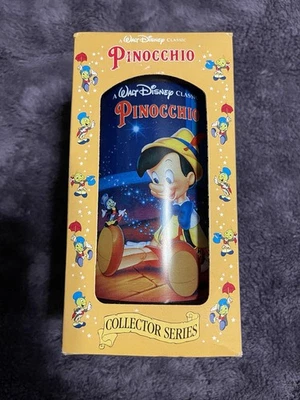 A WALT DISNEY CLASSIC
PINOCCHIO
A WALT DISNEY CLASSIC
PINOCCHIO
COLLECTOR SERIES